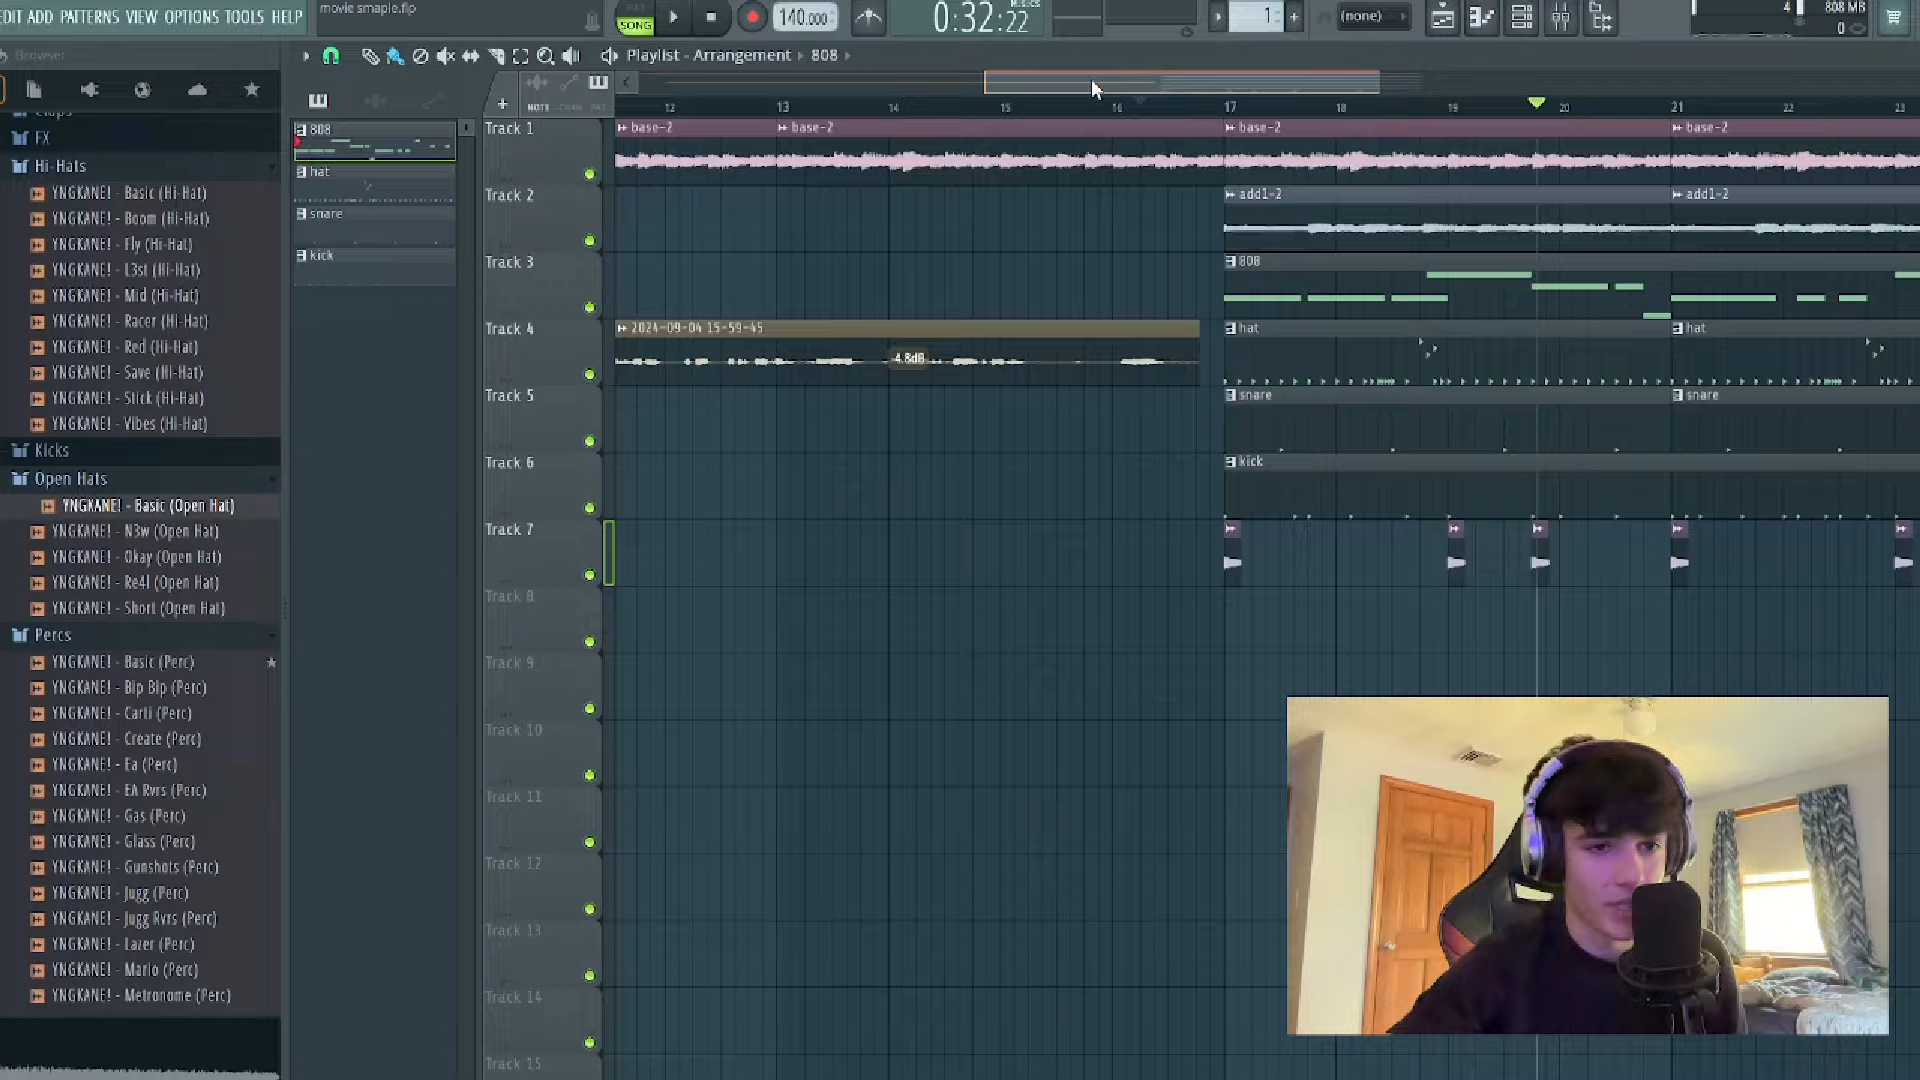 EDIT ADD PATTERNS VIEW OPTIONS TOOLS HELP
movie smaple.flp
SONG
140.000
0:32:22
M:S:CS
1
(none)
4
808 MB
0
Browser
Playlist - Arrangement 808
NOTE
12 13 14 15 16 17 18 19 20 21 22 23
FX
Hi-Hats
YNGKANE! - Basic (Hi-Hat)
YNGKANE! - Boom (Hi-Hat)
YNGKANE! - Fly (Hi-Hat)
YNGKANE! - L3st (Hi-Hat)
YNGKANE! - Mid (Hi-Hat)
YNGKANE! - Racer (Hi-Hat)
YNGKANE! - Red (Hi-Hat)
YNGKANE! - Save (Hi-Hat)
YNGKANE! - Stick (Hi-Hat)
YNGKANE! - Vibes (Hi-Hat)
Kicks
Open Hats
YNGKANE! - Basic (Open Hat)
YNGKANE! - N3w (Open Hat)
YNGKANE! - Okay (Open Hat)
YNGKANE! - Re4l (Open Hat)
YNGKANE! - Short (Open Hat)
Percs
YNGKANE! - Basic (Perc)
YNGKANE! - Bip Bip (Perc)
YNGKANE! - Carti (Perc)
YNGKANE! - Create (Perc)
YNGKANE! - Ea (Perc)
YNGKANE! - EA Rvrs (Perc)
YNGKANE! - Gas (Perc)
YNGKANE! - Glass (Perc)
YNGKANE! - Gunshots (Perc)
YNGKANE! - Jugg (Perc)
YNGKANE! - Jugg Rvrs (Perc)
YNGKANE! - Lazer (Perc)
YNGKANE! - Mario (Perc)
YNGKANE! - Metronome (Perc)
808
hat
snare
kick
Track 1
base-2 base-2 base-2 base-2
Track 2
add1-2 add1-2
Track 3
808
Track 4
2024-09-04 15-59-45
-4.8dB
hat hat
Track 5
snare snare
Track 6
kick
Track 7
Track 8
Track 9
Track 10
Track 11
Track 12
Track 13
Track 14
Track 15